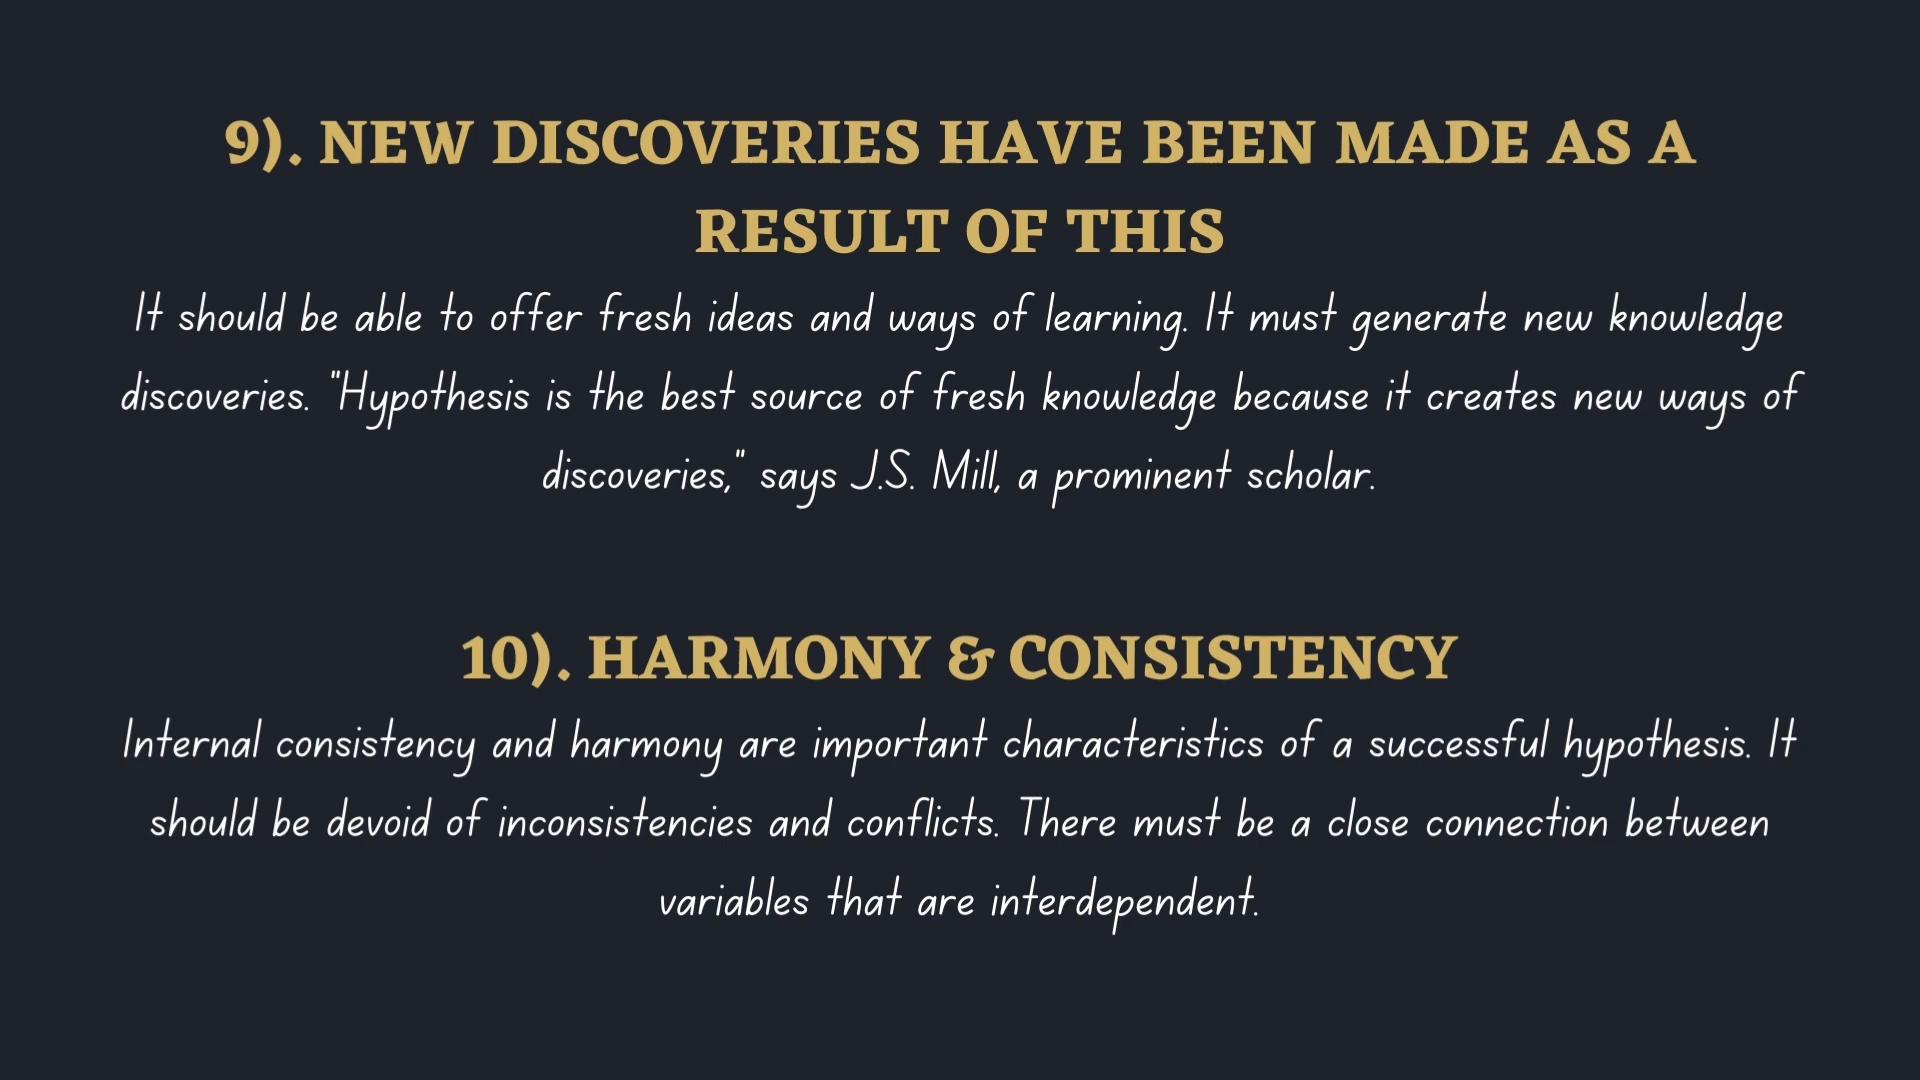 9). NEW DISCOVERIES HAVE BEEN MADE AS A
RESULT OF THIS
It should be able to offer fresh ideas and ways of learning. It must generate new knowledge
discoveries. "Hypothesis is the best source of fresh knowledge because it creates new ways of
discoveries," says J.S. Mill, a prominent scholar.
10). HARMONY & CONSISTENCY
Internal consistency and harmony are important characteristics of a successful hypothesis. It
should be devoid of inconsistencies and conflicts. There must be a close connection between
variables that are interdependent.